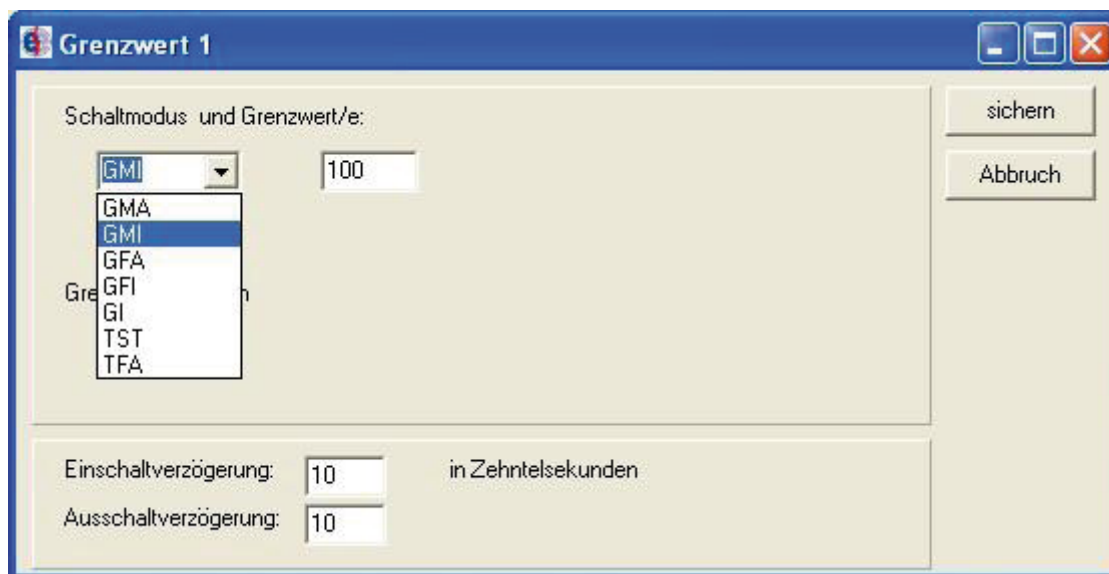 Grenzwert 1
Schaltmodus und Grenzwert/e:
sichern
Abbruch
GMI
100
GMA
GMI
GFA
GFI
GI
TST
TFA
Einschaltverzögerung:
10
in Zehntelsekunden
Ausschaltverzögerung:
10